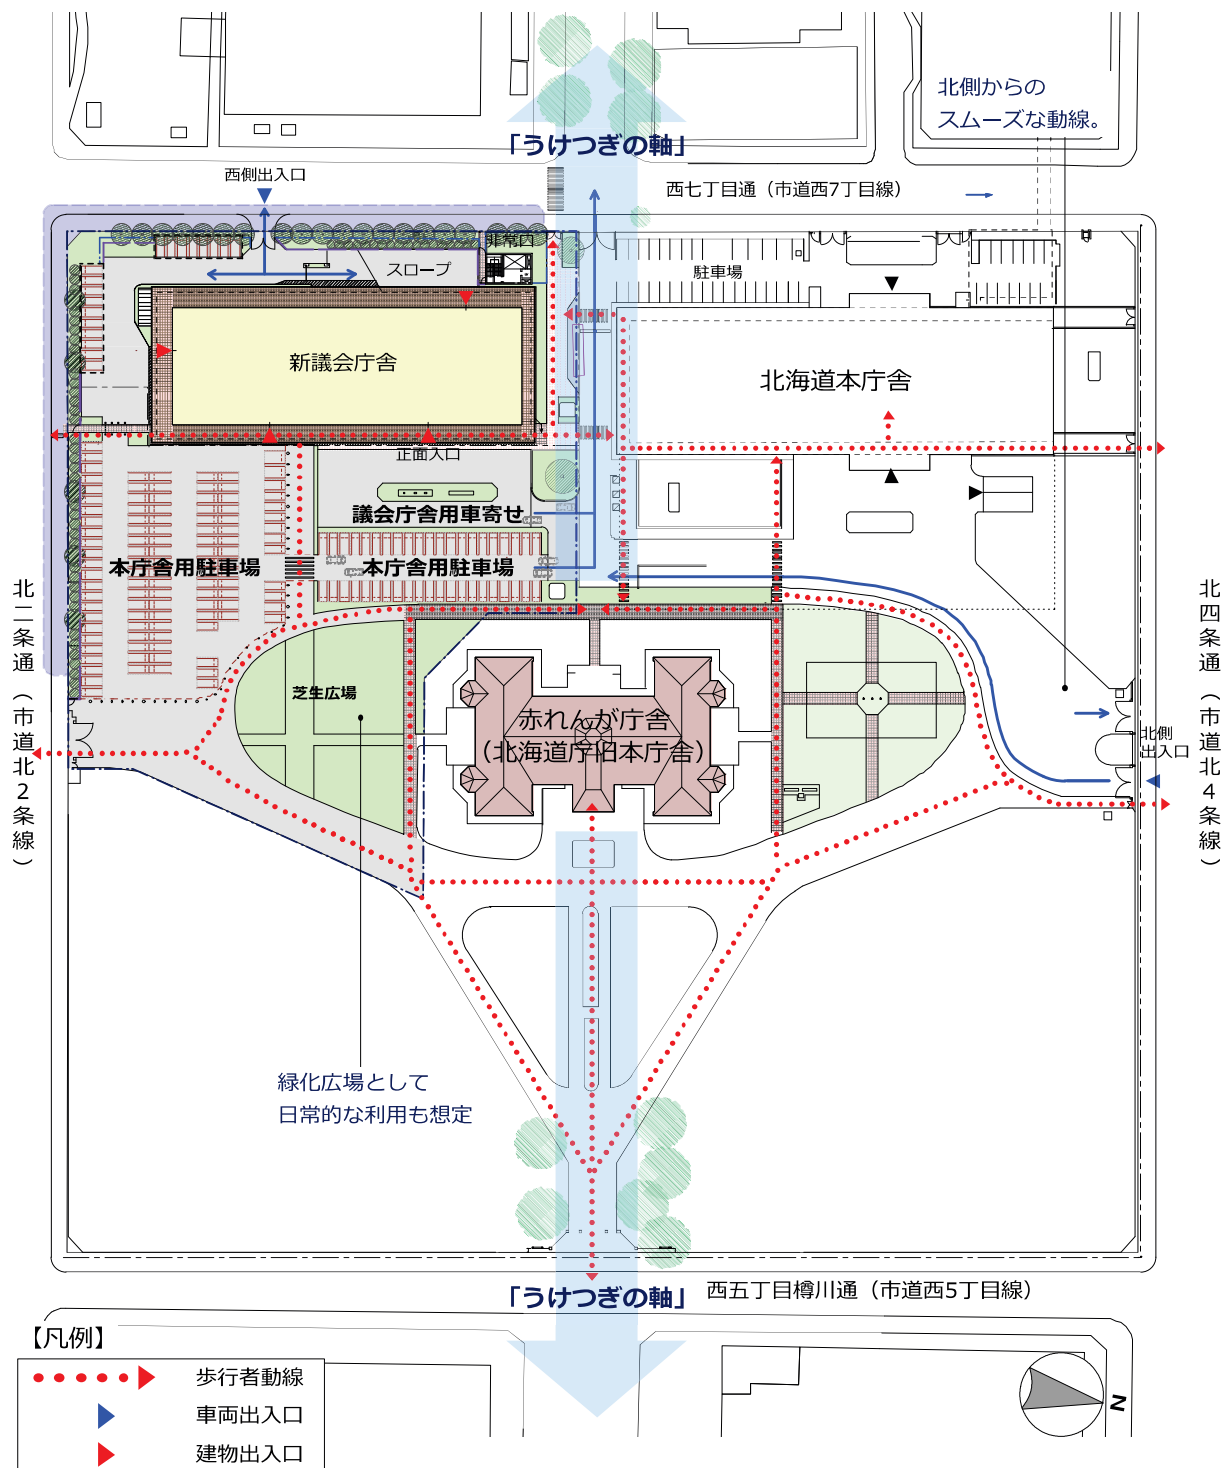 北側からの
スムーズな動線。
「うけつぎの軸」
西側出入口
西七丁目通（市道西7丁目線）
非常口
スロープ
駐車場
新議会庁舎
北海道本庁舎
正面入口
議会庁舎用車寄せ
本庁舎用駐車場
本庁舎用駐車場
北二条通（市道北2条線）
北四条通（市道北4条線）
芝生広場
赤れんが庁舎
（北海道庁旧本庁舎）
北側
出入口
緑化広場として
日常的な利用も想定
「うけつぎの軸」
西五丁目樽川通（市道西5丁目線）
【凡例】
歩行者動線
車両出入口
建物出入口
N